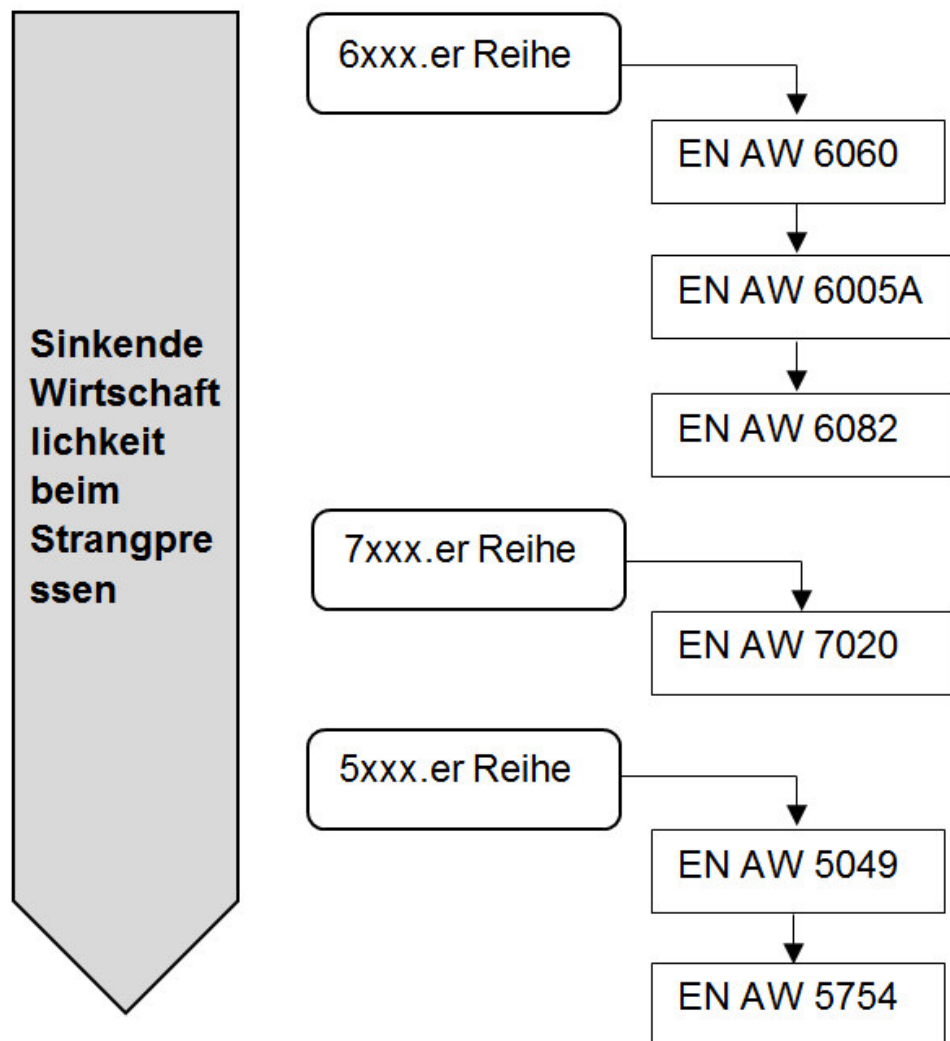 Sinkende
Wirtschaft
lichkeit
beim
Strangpre
ssen
6xxx.er Reihe
EN AW 6060
EN AW 6005A
EN AW 6082
7xxx.er Reihe
EN AW 7020
5xxx.er Reihe
EN AW 5049
EN AW 5754